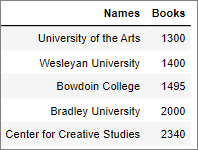 Names Books
University of the Arts 1300
Wesleyan University 1400
Bowdoin College 1495
Bradley University 2000
Center for Creative Studies 2340